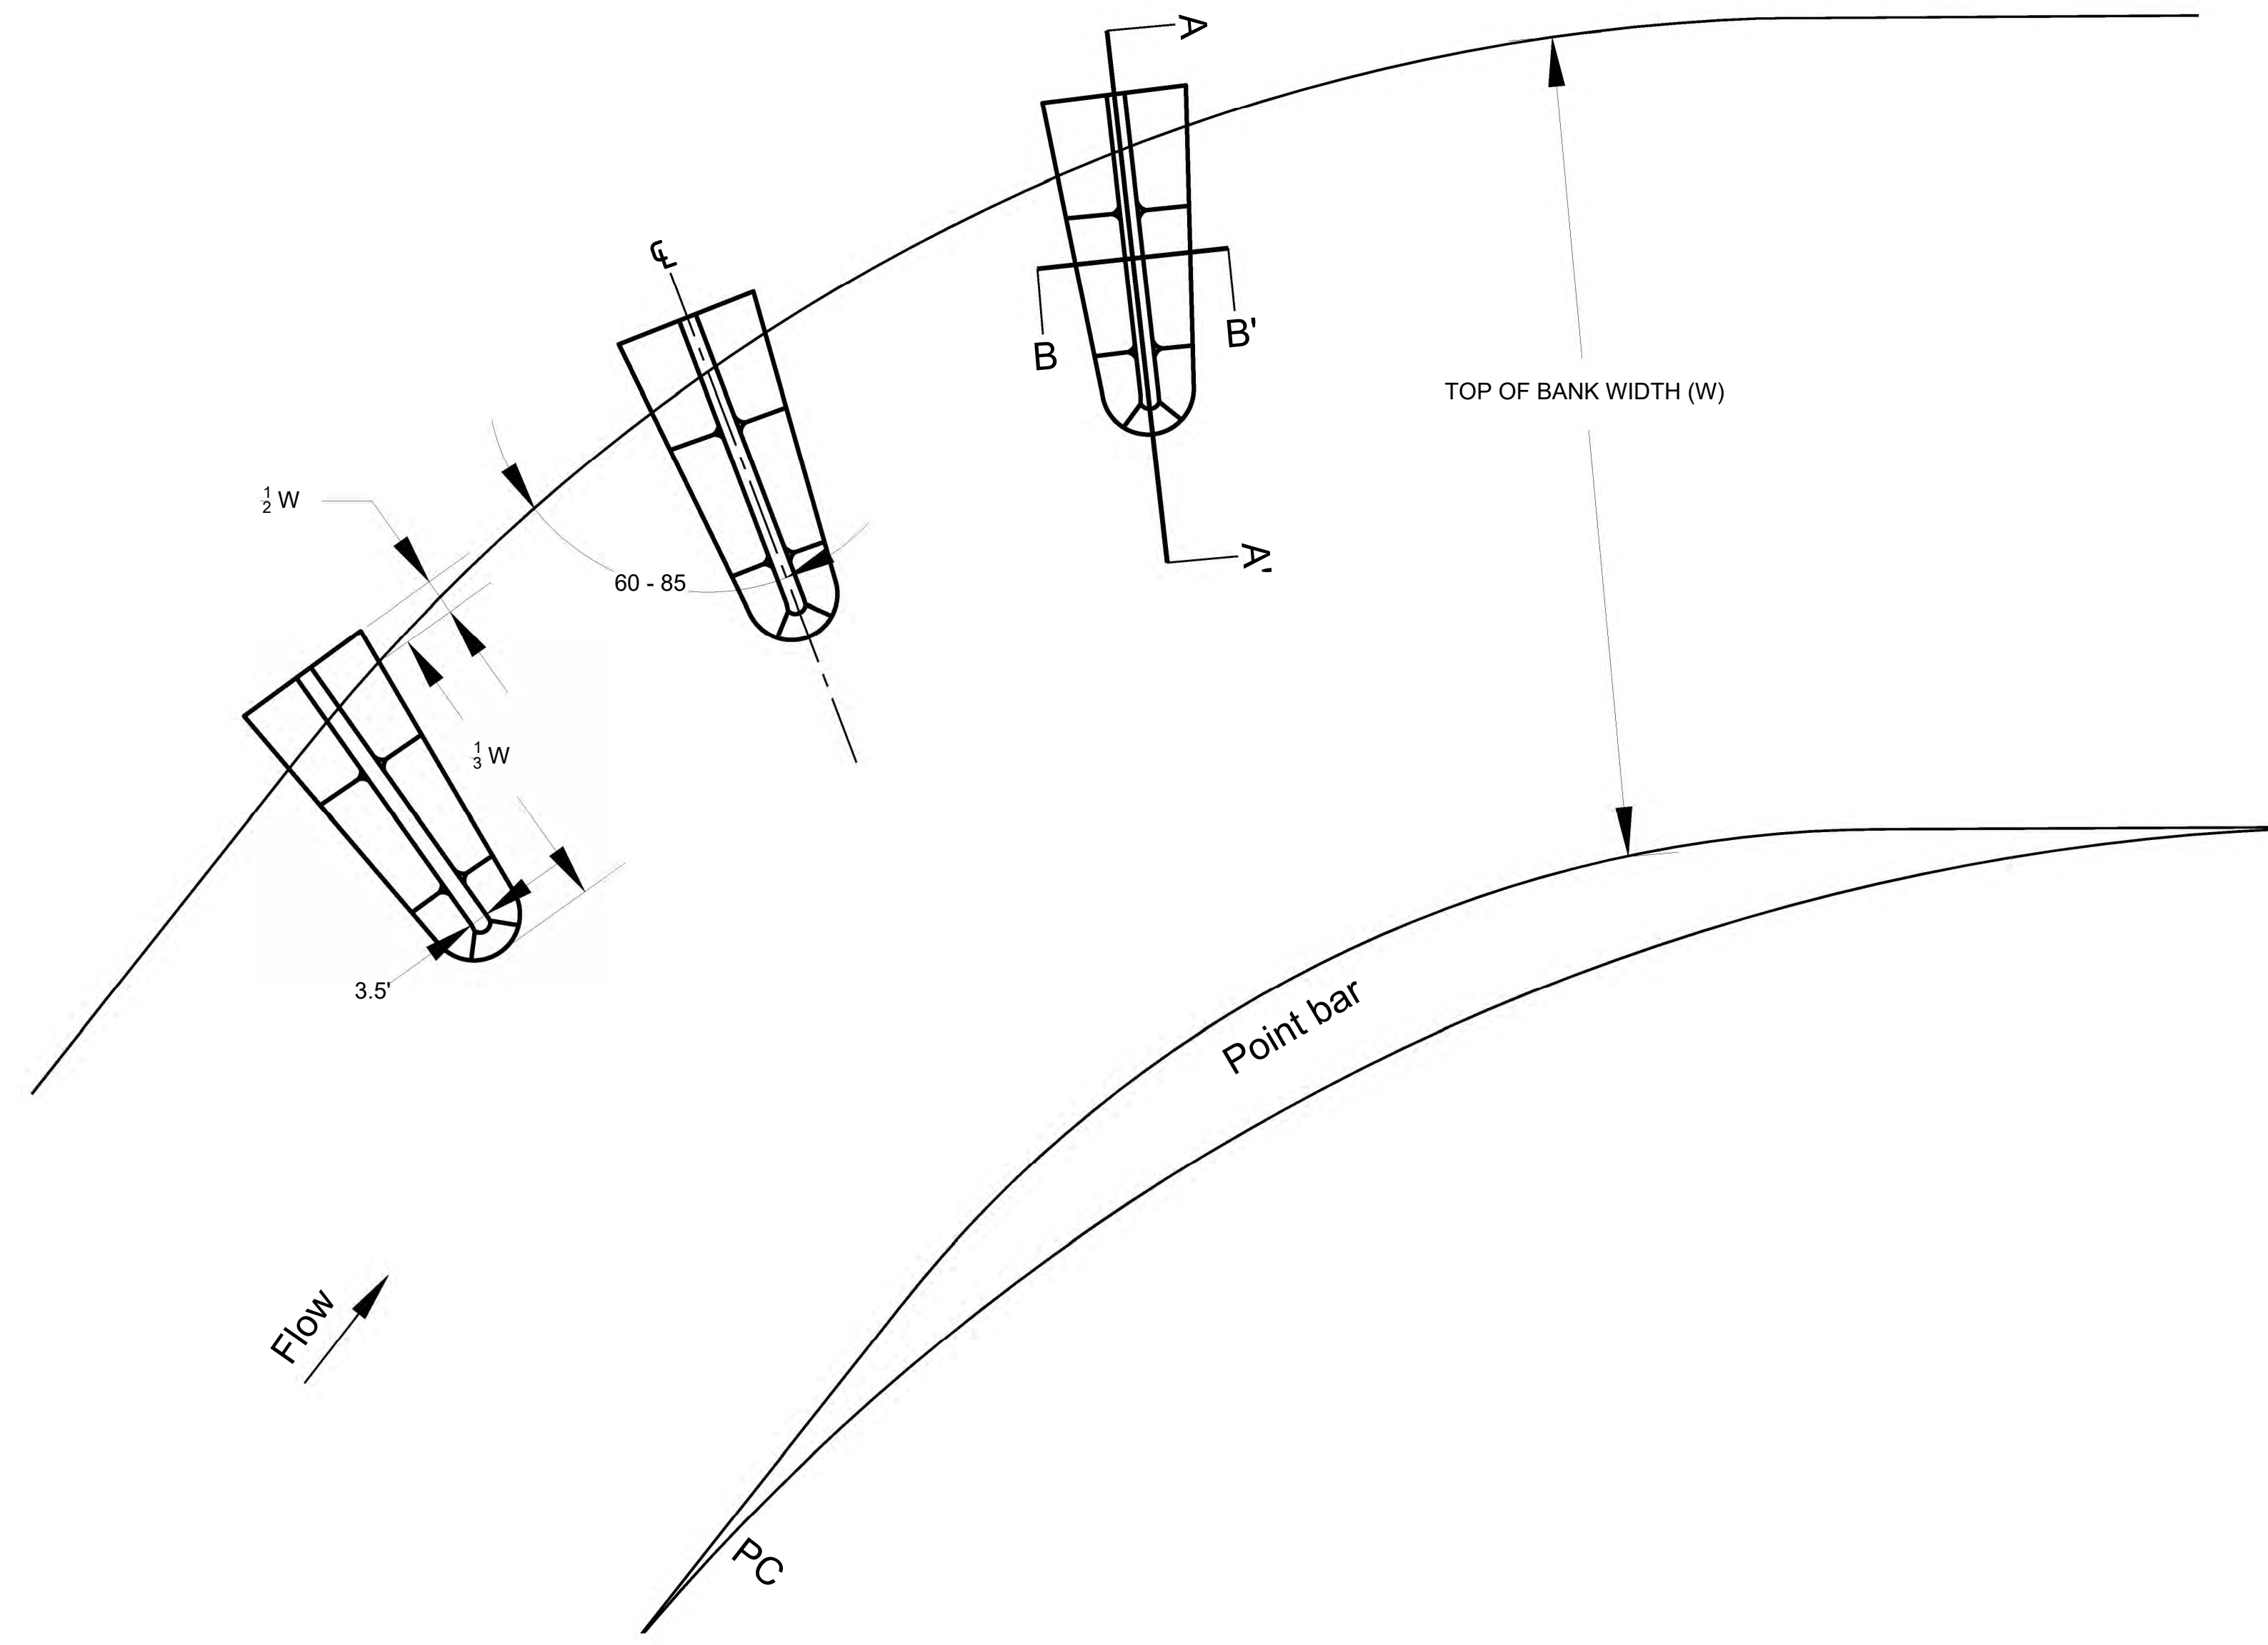 A
℄
B
B'
TOP OF BANK WIDTH (W)
1/2 W
A'
60 - 85
1/3 W
3.5'
Point bar
Flow
PC